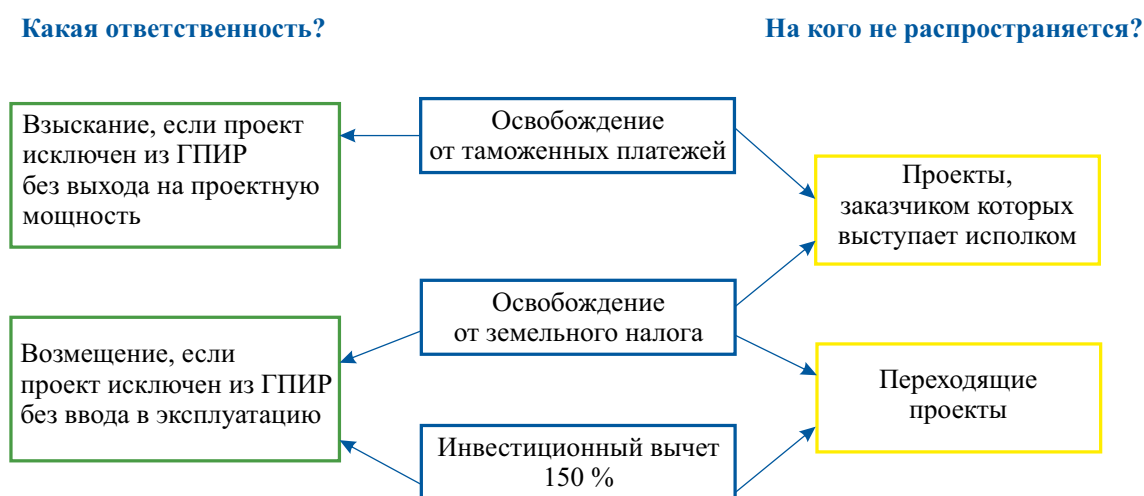 Какая ответственность?
На кого не распространяется?
Взыскание, если проект
исключен из ГПИР
без выхода на проектную
мощность
Освобождение
от таможенных платежей
Проекты,
заказчиком которых
выступает исполком
Возмещение, если
проект исключен из ГПИР
без ввода в эксплуатацию
Освобождение
от земельного налога
Переходящие
проекты
Инвестиционный вычет
150 %